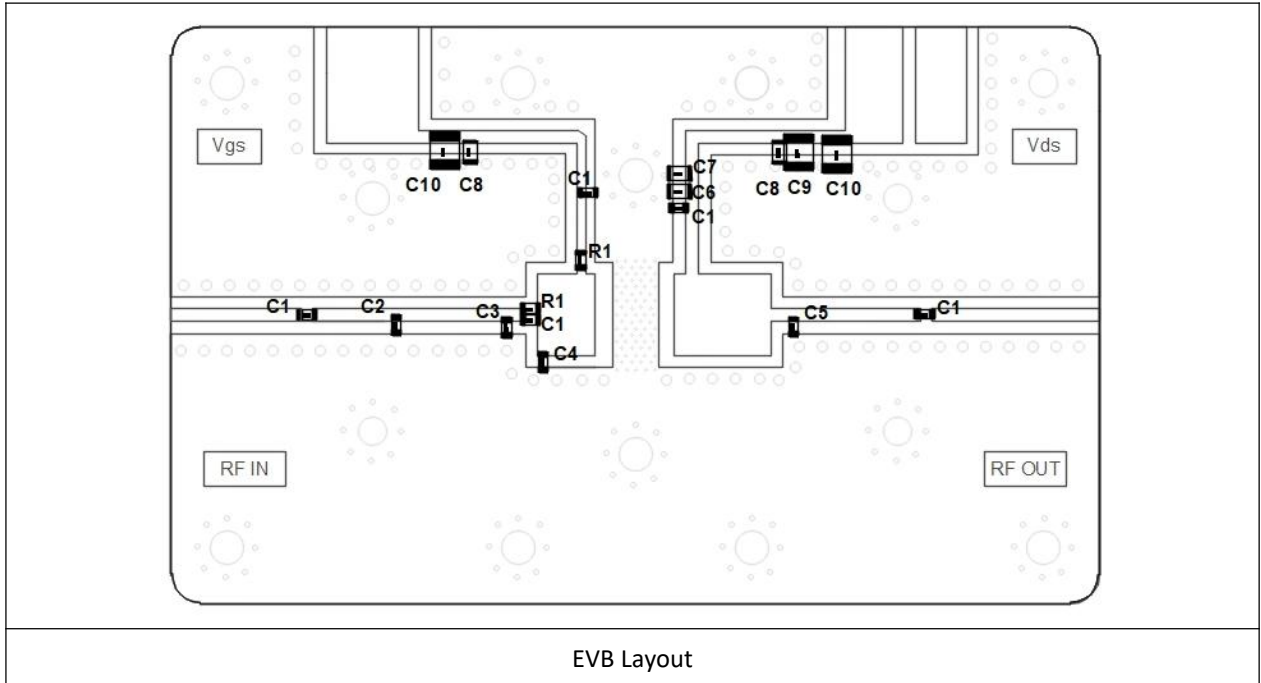 Vgs
Vds
C10 C8
C1
C7
C6
C1
C8 C9 C10
R1
C1
C2
C3
R1
C1
C4
C5
C1
RF IN
RF OUT
EVB Layout